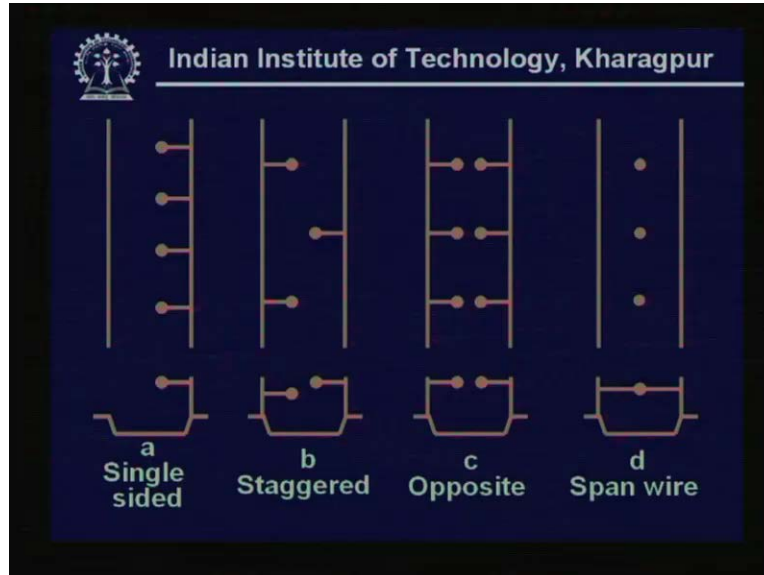 Indian Institute of Technology, Kharagpur
a
Single
sided
b
Staggered
c
Opposite
d
Span wire